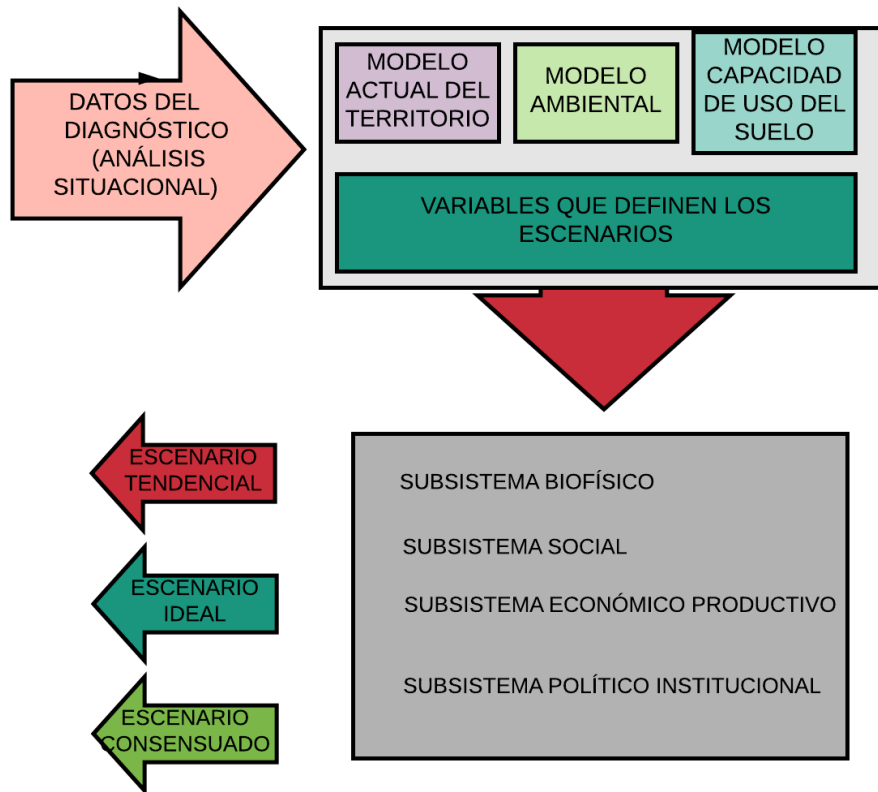 DATOS DEL
DIAGNÓSTICO
(ANÁLISIS
SITUACIONAL)
MODELO
ACTUAL DEL
TERRITORIO
MODELO
AMBIENTAL
MODELO
CAPACIDAD
DE USO DEL
SUELO
VARIABLES QUE DEFINEN LOS
ESCENARIOS
SUBSISTEMA BIOFÍSICO
SUBSISTEMA SOCIAL
SUBSISTEMA ECONÓMICO PRODUCTIVO
SUBSISTEMA POLÍTICO INSTITUCIONAL
ESCENARIO
TENDENCIAL
ESCENARIO
IDEAL
ESCENARIO
CONSENSUADO